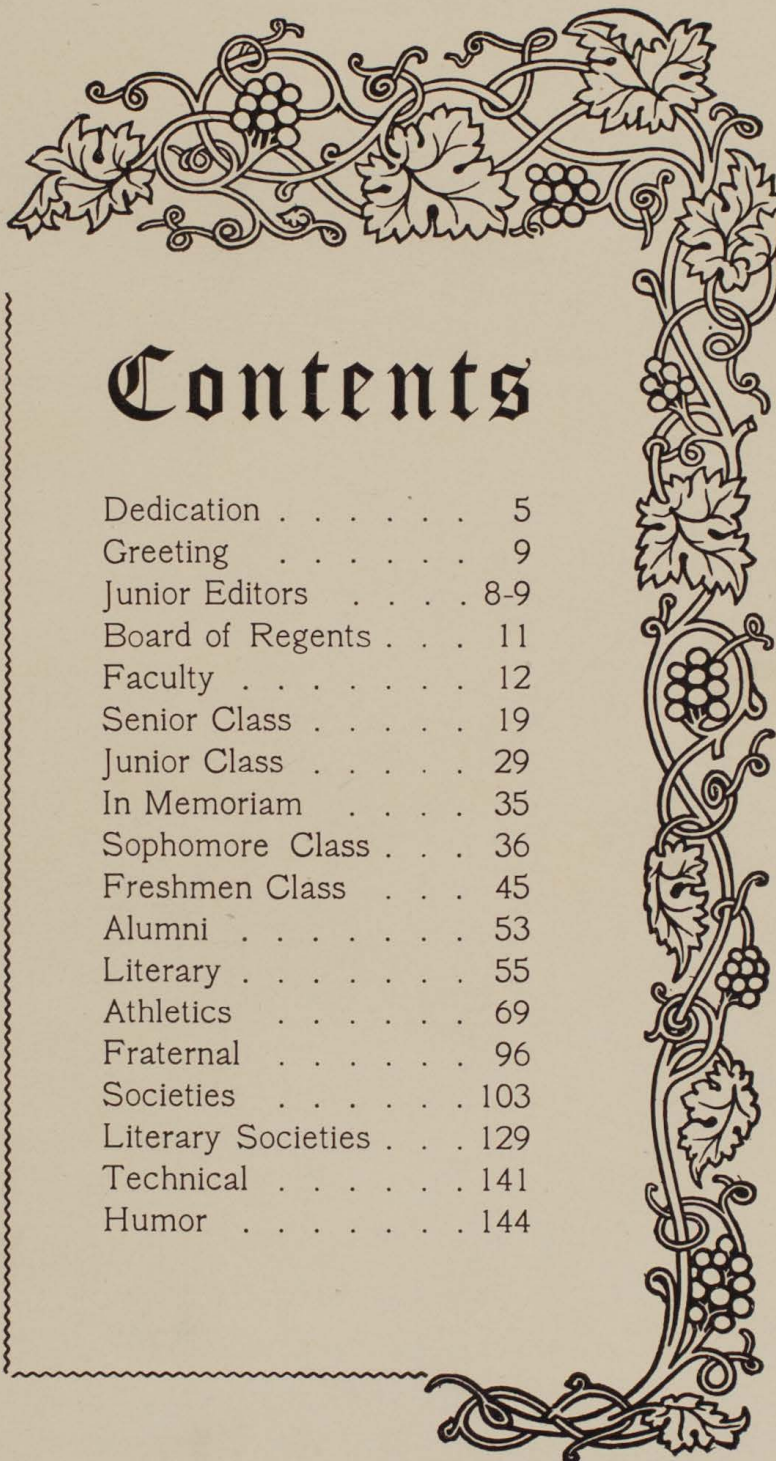 Contents
Dedication . . . . . . 5
Greeting . . . . . . 9
Junior Editors . . . . 8-9
Board of Regents . . . 11
Faculty . . . . . . . 12
Senior Class . . . . . 19
Junior Class . . . . . 29
In Memoriam . . . . 35
Sophomore Class . . . 36
Freshmen Class . . . 45
Alumni . . . . . . . 53
Literary . . . . . . . 55
Athletics . . . . . . 69
Fraternal . . . . . . 96
Societies . . . . . . 103
Literary Societies . . . 129
Technical . . . . . . 141
Humor . . . . . . . 144